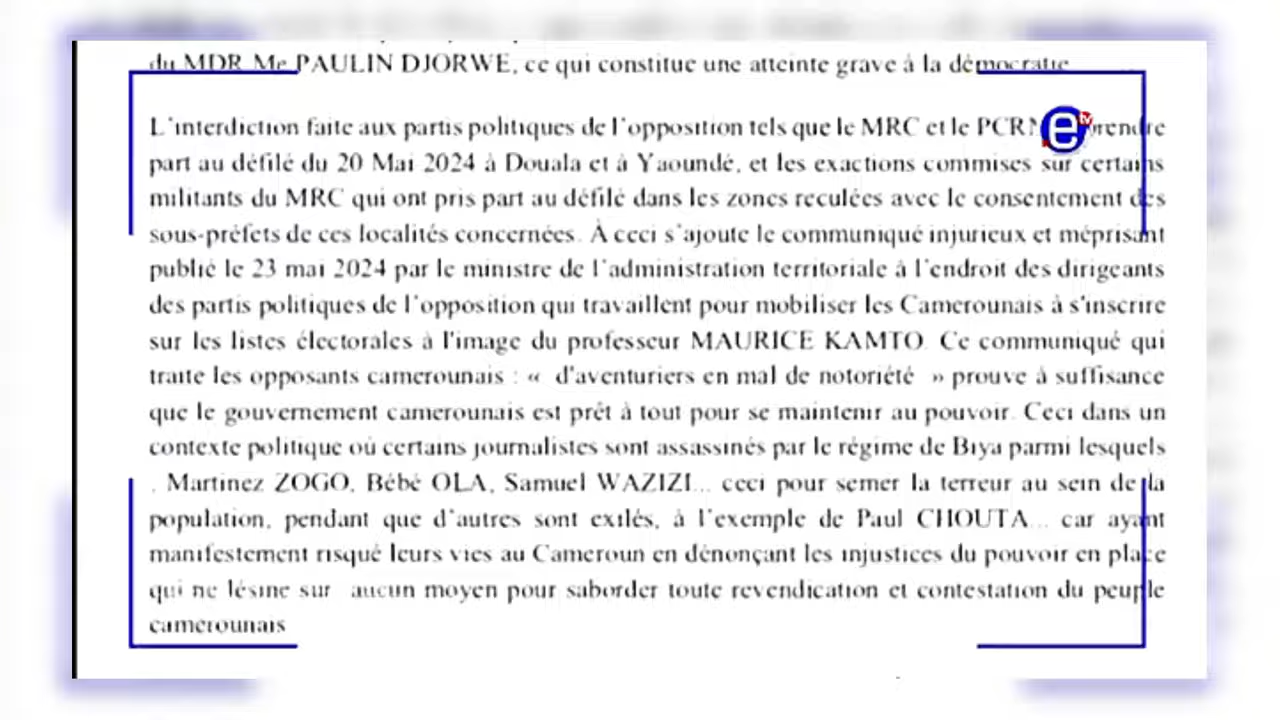 du MDR Me PAULIN DJORWE, ce qui constitue une atteinte grave à la démocratie
L'interdiction faite aux partis politiques de l'opposition tels que le MRC et le prendre
part au défilé du 20 Mai 2024 à Douala et à Yaoundé, et les exactions commises sur certains
militants du MRC qui ont pris part au défilé dans les zones reculées avec le consentement des
sous-préfets de ces localités concernées. À ceci s'ajoute le communiqué injurieux et méprisant
publié le 23 mai 2024 par le ministre de l'administration territoriale à l'endroit des dirigeants
des partis politiques de l'opposition qui travaillent pour mobiliser les Camerounais à s'inscrire
sur les listes électorales à l'image du professeur MAURICE KAMTO. Ce communiqué qui
traite les opposants camerounais : « d'aventuriers en mal de notoriété » prouve à suffisance
que le gouvernement camerounais est prêt à tout pour se maintenir au pouvoir. Ceci dans un
contexte politique où certains journalistes sont assassinés par le régime de Biya parmi lesquels
. Martinez ZOGO, Bébé OLA, Samuel WAZIZI... ceci pour semer la terreur au sein de la
population, pendant que d'autres sont exilés, à l'exemple de Paul CHOUTA... car ayant
manifestement risqué leurs vies au Cameroun en dénonçant les injustices du pouvoir en place
qui ne lésine sur aucun moyen pour saborder toute revendication et contestation du peuple
camerounais
e tv